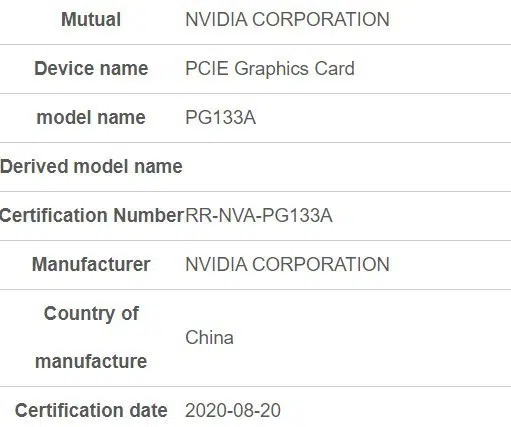 Mutual NVIDIA CORPORATION
Device name PCIE Graphics Card
model name PG133A
Derived model name
Certification Number RR-NVA-PG133A
Manufacturer NVIDIA CORPORATION
Country of
manufacture
China
Certification date 2020-08-20